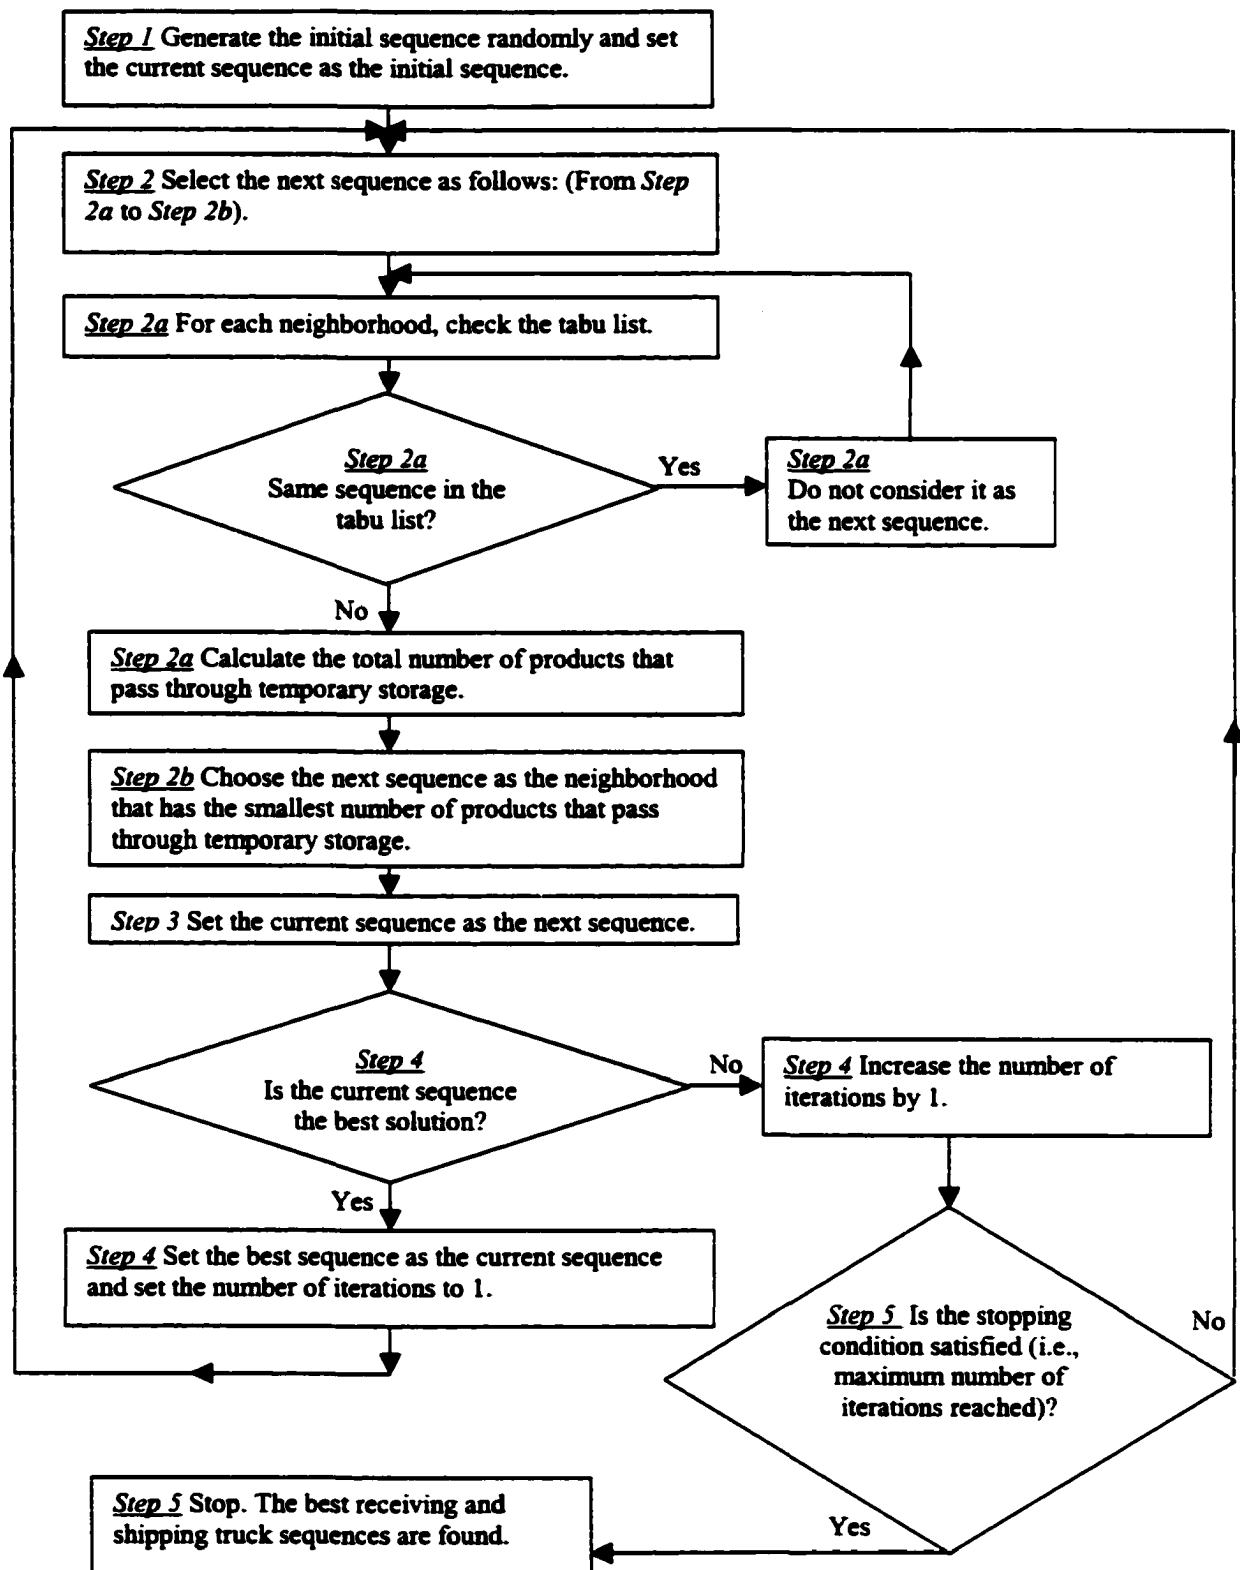 Step 1 Generate the initial sequence randomly and set
the current sequence as the initial sequence.
Step 2 Select the next sequence as follows: (From Step
2a to Step 2b).
Step 2a For each neighborhood, check the tabu list.
Step 2a
Same sequence in the
tabu list?
Yes
Step 2a
Do not consider it as
the next sequence.
No
Step 2a Calculate the total number of products that
pass through temporary storage.
Step 2b Choose the next sequence as the neighborhood
that has the smallest number of products that pass
through temporary storage.
Step 3 Set the current sequence as the next sequence.
Step 4
Is the current sequence
the best solution?
No
Step 4 Increase the number of
iterations by 1.
Yes
Step 4 Set the best sequence as the current sequence
and set the number of iterations to 1.
Step 5 Is the stopping
condition satisfied (i.e.,
maximum number of
iterations reached)?
No
Yes
Step 5 Stop. The best receiving and
shipping truck sequences are found.